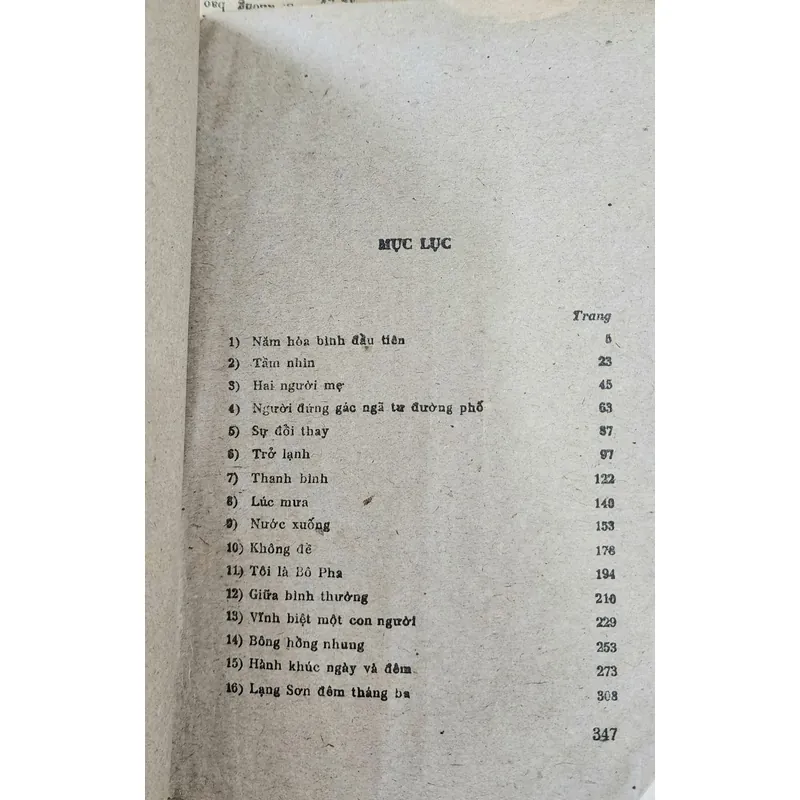 MỤC LỤC
Trang
1) Năm hòa bình đầu tiên 5
2) Tầm nhìn 23
3) Hai người mẹ 45
4) Người đứng gác ngã tư đường phố 63
5) Sự đổi thay 87
6) Trở lạnh 97
7) Thanh bình 122
8) Lúc mưa 140
9) Nước xuống 153
10) Không đề 176
11) Tôi là Bô Pha 194
12) Giữa bình thường 210
13) Vĩnh biệt một con người 229
14) Bông hồng nhung 253
15) Hành khúc ngày và đêm 273
16) Lạng Sơn đêm tháng ba 308
347